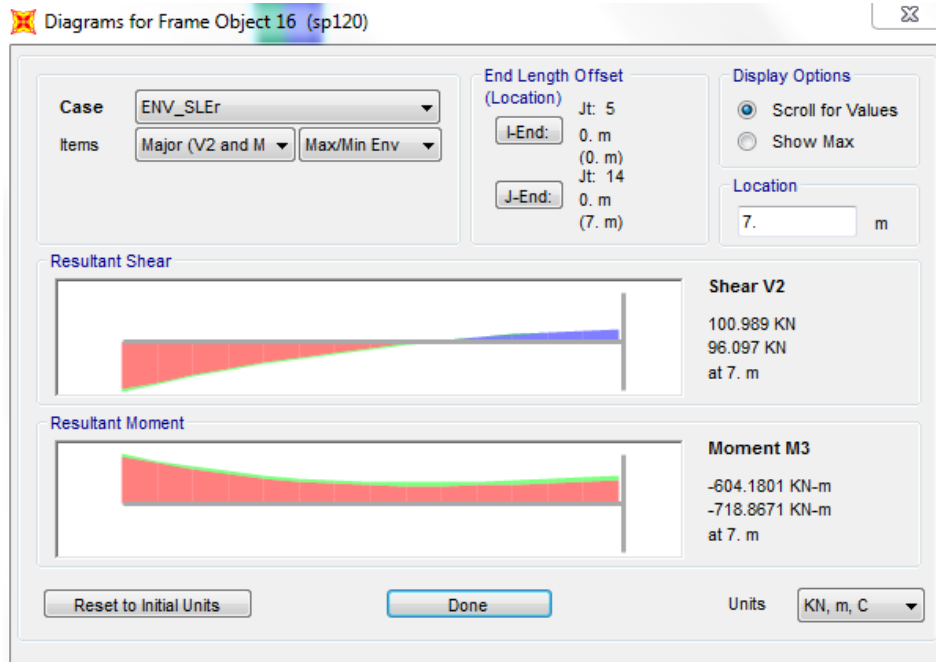 Diagrams for Frame Object 16 (sp120)
Case
ENV_SLEr
Items
Major (V2 and M
Max/Min Env
End Length Offset
(Location)
Jt: 5
I-End:
0. m
(0. m)
Jt: 14
J-End:
0. m
(7. m)
Display Options
Scroll for Values
Show Max
Location
7.
m
Resultant Shear
Shear V2
100.989 KN
96.097 KN
at 7. m
Resultant Moment
Moment M3
-604.1801 KN-m
-718.8671 KN-m
at 7. m
Reset to Initial Units
Done
Units
KN, m, C